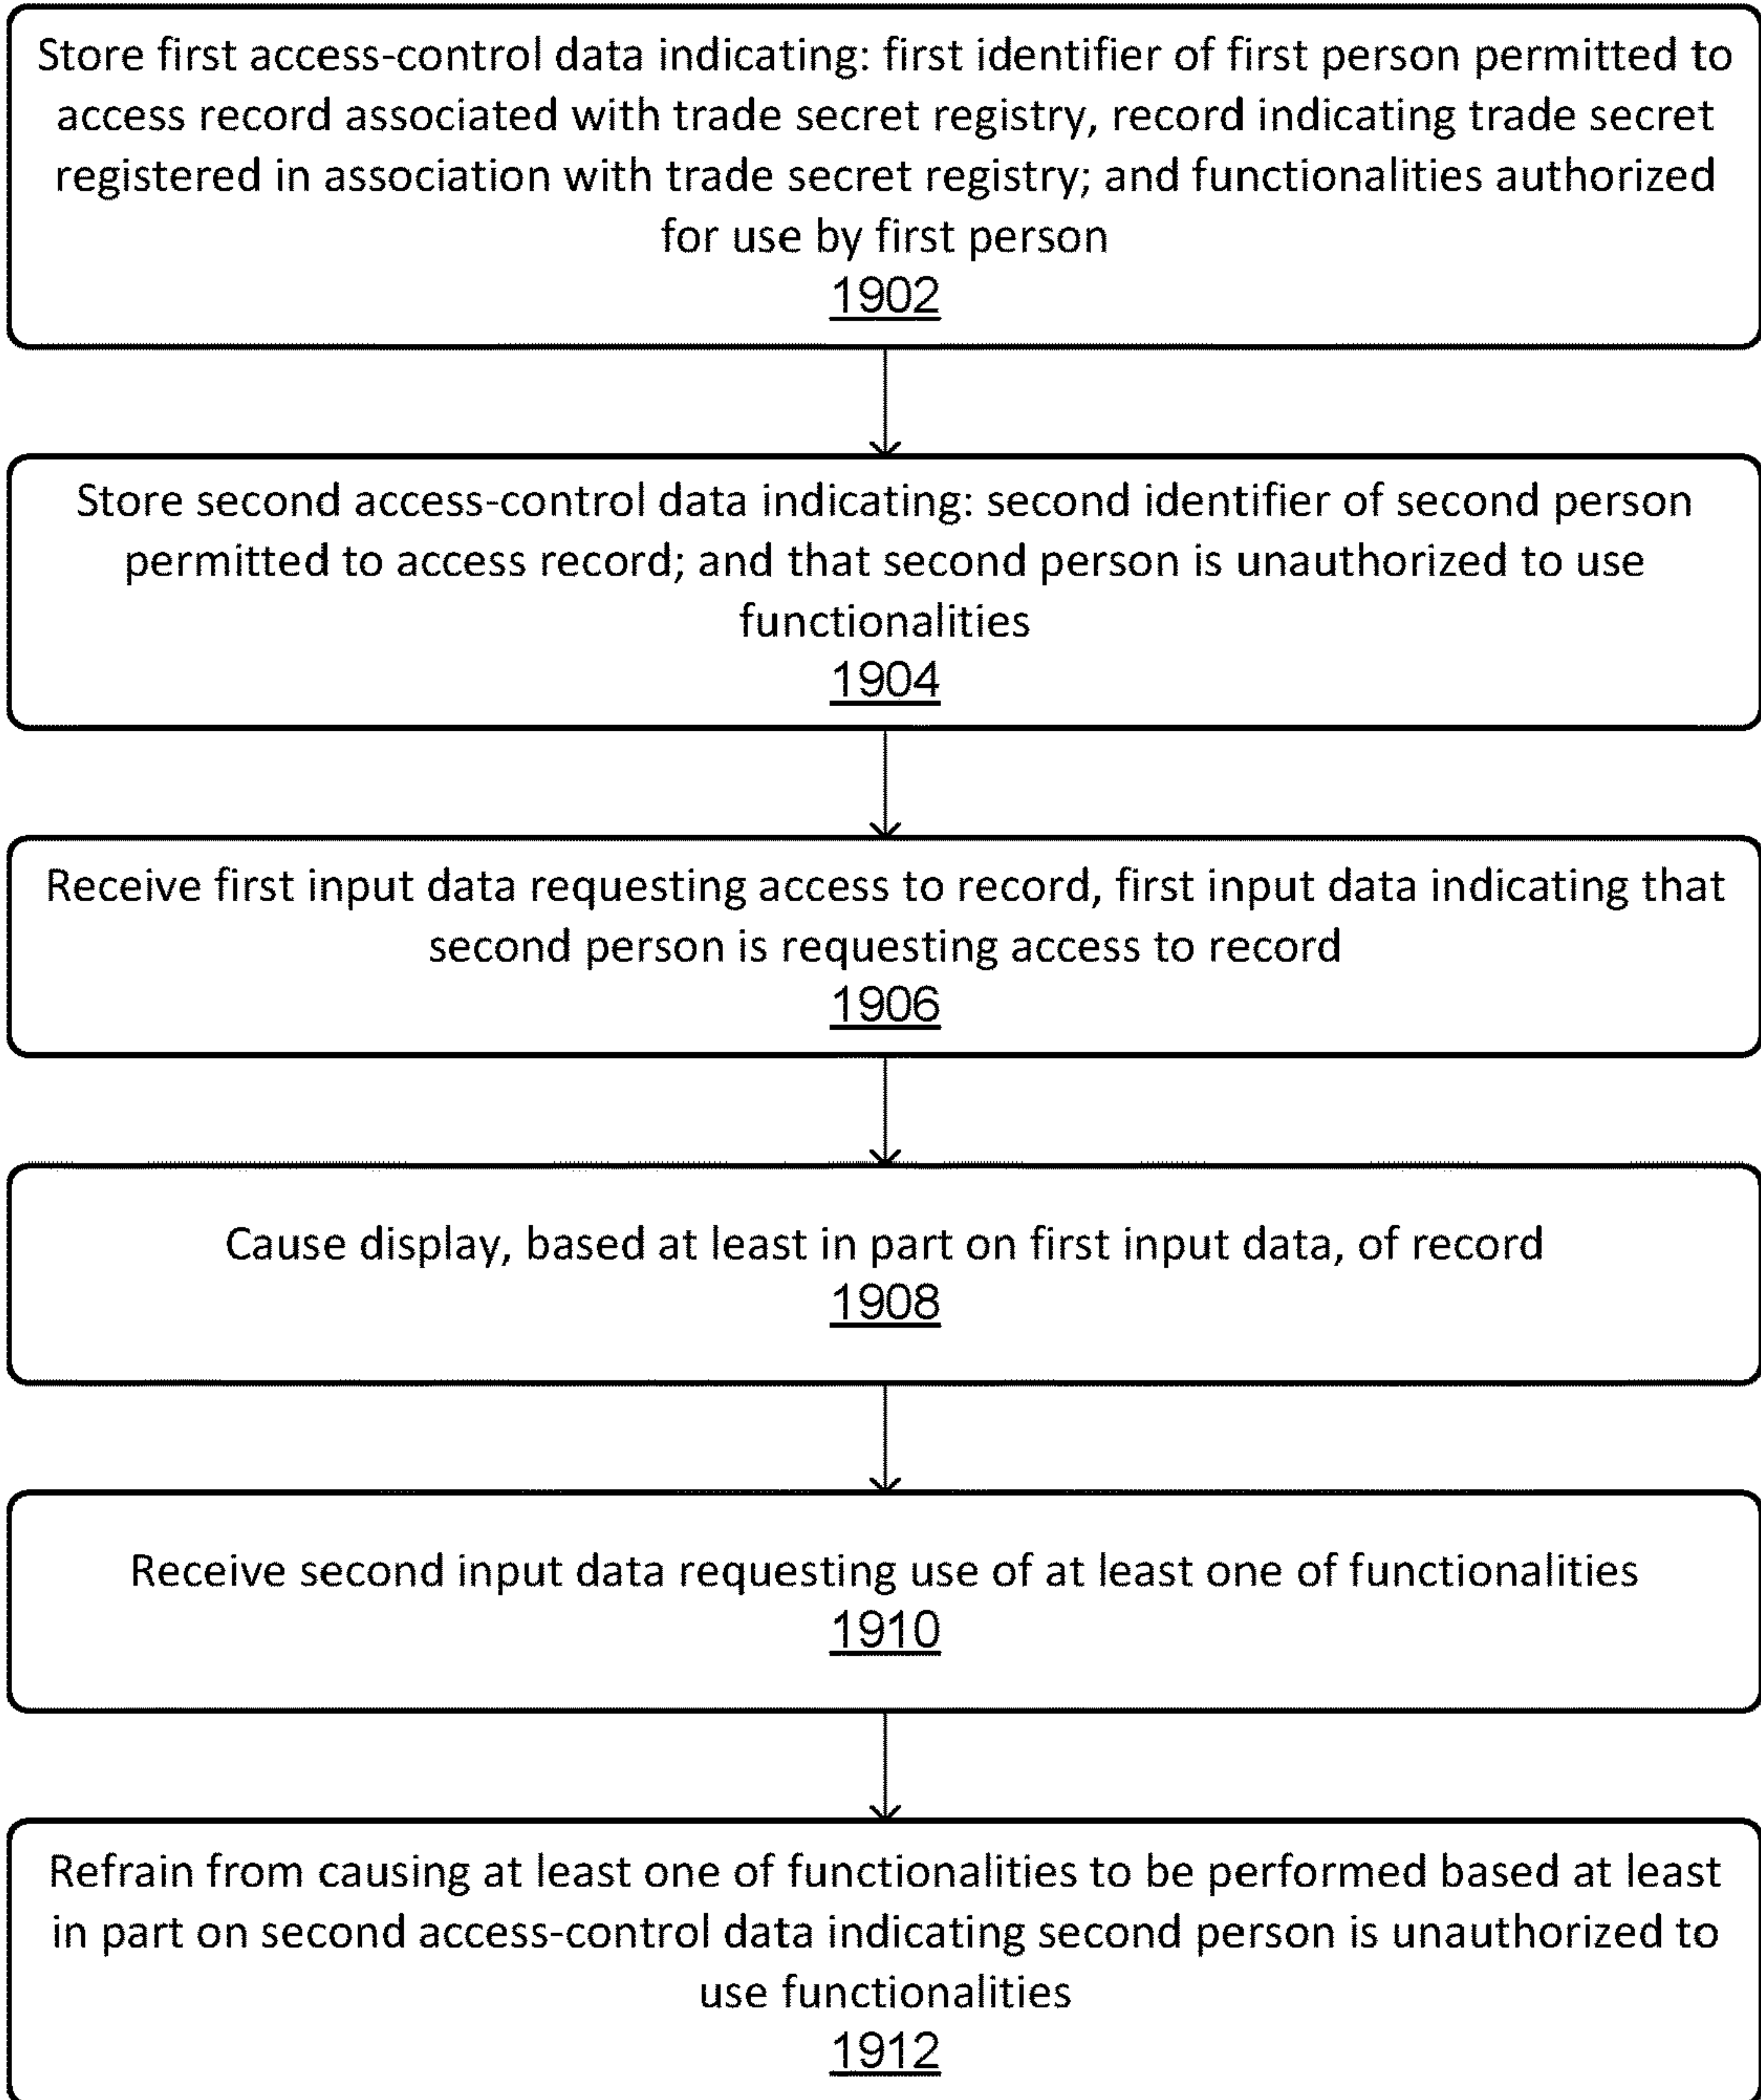 Store first access-control data indicating: first identifier of first person permitted to
access record associated with trade secret registry, record indicating trade secret
registered in association with trade secret registry; and functionalities authorized
for use by first person
1902
Store second access-control data indicating: second identifier of second person
permitted to access record; and that second person is unauthorized to use
functionalities
1904
Receive first input data requesting access to record, first input data indicating that
second person is requesting access to record
1906
Cause display, based at least in part on first input data, of record
1908
Receive second input data requesting use of at least one of functionalities
1910
Refrain from causing at least one of functionalities to be performed based at least
in part on second access-control data indicating second person is unauthorized to
use functionalities
1912